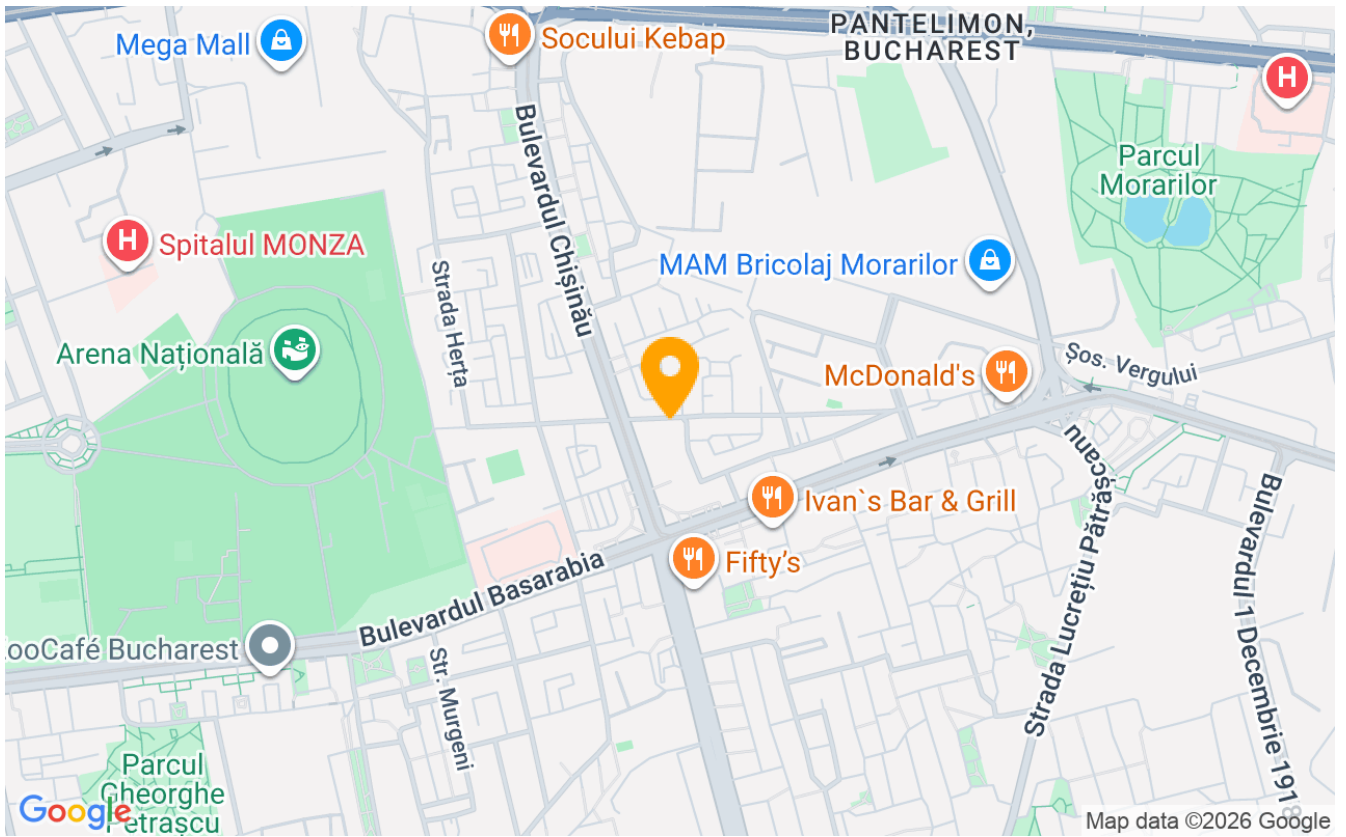 PANTELIMON,
BUCHAREST
Mega Mall
Socului Kebap
H
Bulevardul Chișinău
Parcul
Morarilor
H
Spitalul MONZA
MAM Bricolaj Morarilor
Strada Herța
Arena Națională
Șos. Vergului
McDonald's
Strada Lucrețiu Pătrășcanu
Ivan`s Bar & Grill
Bulevardul 1 Decembrie 1918
Fifty’s
Bulevardul Basarabia
ooCafé Bucharest
Str. Murgeni
Parcul
Gheorghe
Petrașcu
Google
Map data ©2026 Google